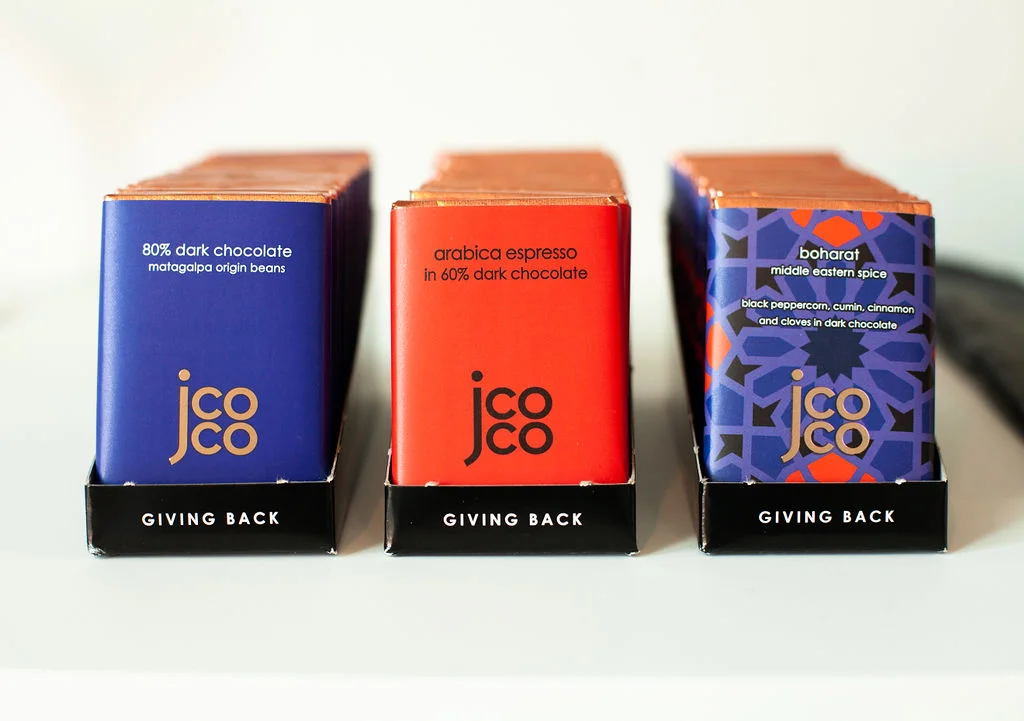 80% dark chocolate
matagalpa origin beans
jco
co
GIVING BACK
arabica espresso
in 60% dark chocolate
jco
co
GIVING BACK
boharat
middle eastern spice
black peppercorn, cumin, cinnamon
and cloves in dark chocolate
jco
co
GIVING BACK